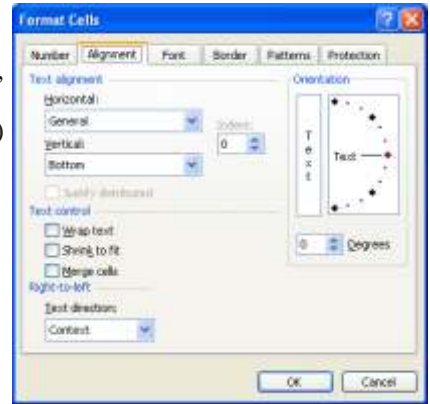 Format Cells
Number Alignment Font Border Patterns Protection
Text alignment
Horizontal:
General
Vertical:
Bottom
Indent:
0
Justify distributed
Text control
Wrap text
Shrink to fit
Merge cells
Right-to-left
Text direction:
Context
Orientation
Text
Text
0 Degrees
OK Cancel
,
)